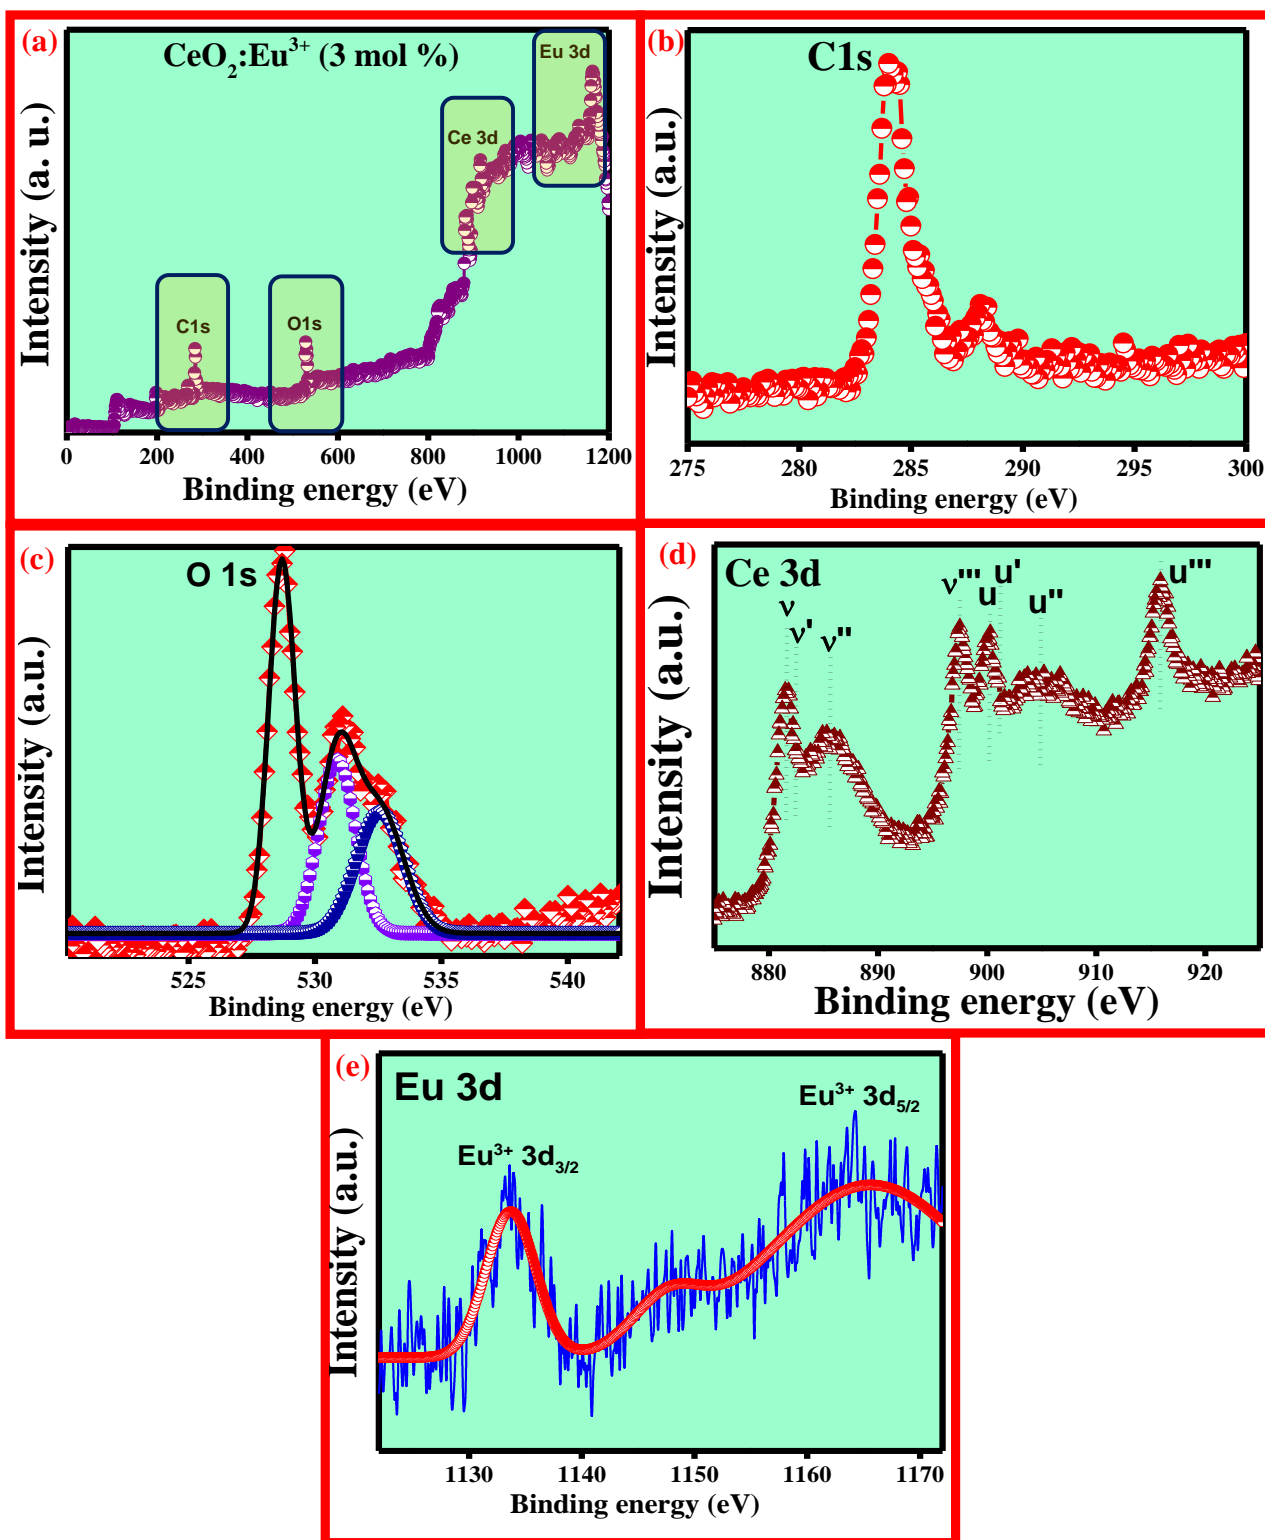 (a)
CeO2:Eu3+ (3 mol %)
Eu 3d
Ce 3d
C1s
O1s
Intensity (a. u.)
0 200 400 600 800 1000 1200
Binding energy (eV)
(b)
C1s
Intensity (a.u.)
275 280 285 290 295 300
Binding energy (eV)
(c)
O 1s
Intensity (a.u.)
525 530 535 540
Binding energy (eV)
(d)
Ce 3d
ν
ν'
ν''
ν'''
u
u'
u''
u'''
Intensity (a.u.)
880 890 900 910 920
Binding energy (eV)
(e)
Eu 3d
Eu3+ 3d3/2
Eu3+ 3d5/2
Intensity (a.u.)
1130 1140 1150 1160 1170
Binding energy (eV)